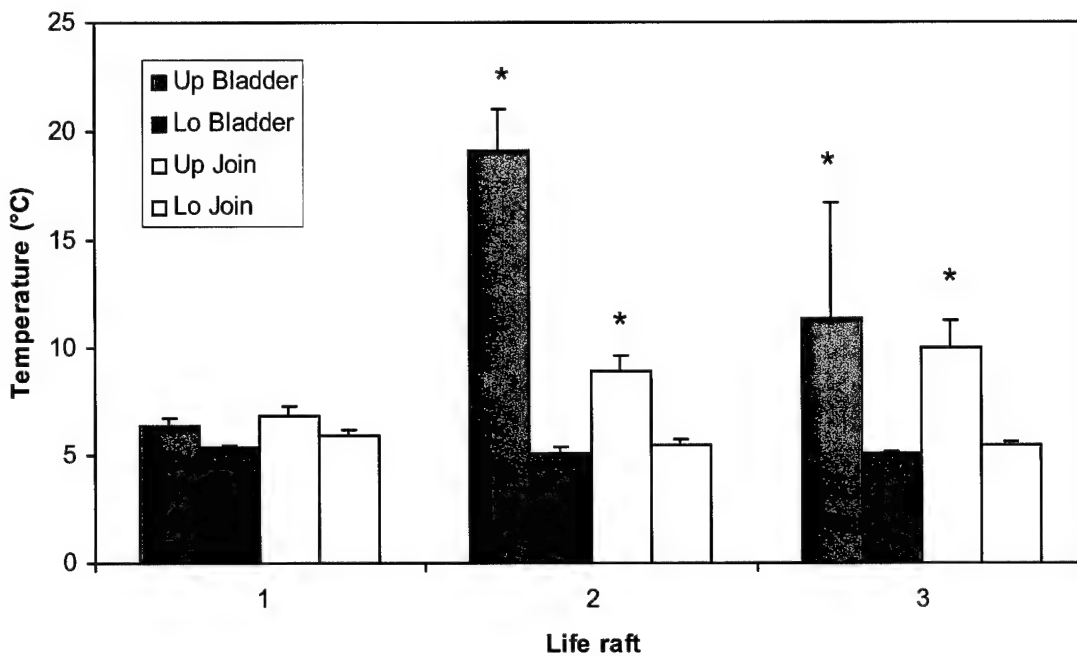 25
20
15
10
5
0
Temperature (°C)
Up Bladder
Lo Bladder
Up Join
Lo Join
*
*
*
*
1
2
3
Life raft